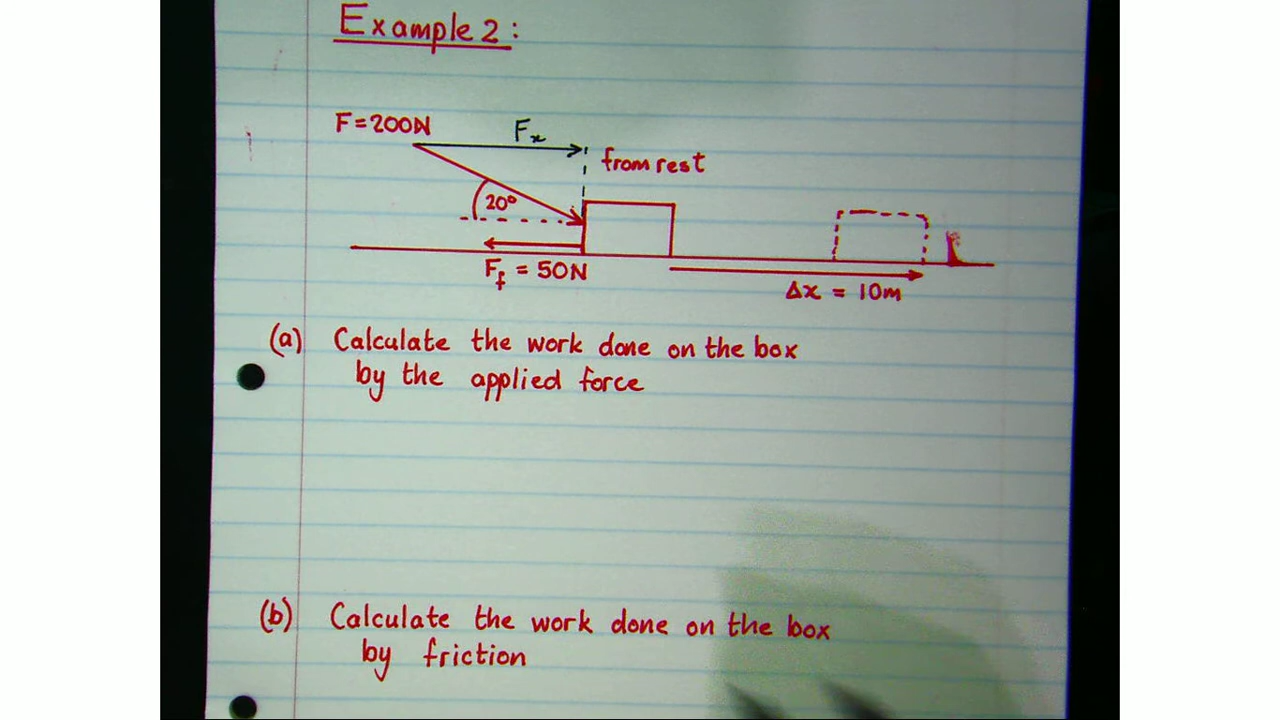 Example 2:
F=200N
Fx
from rest
20°
Ff = 50N
Δx = 10m
(a) Calculate the work done on the box
by the applied force
(b) Calculate the work done on the box
by friction